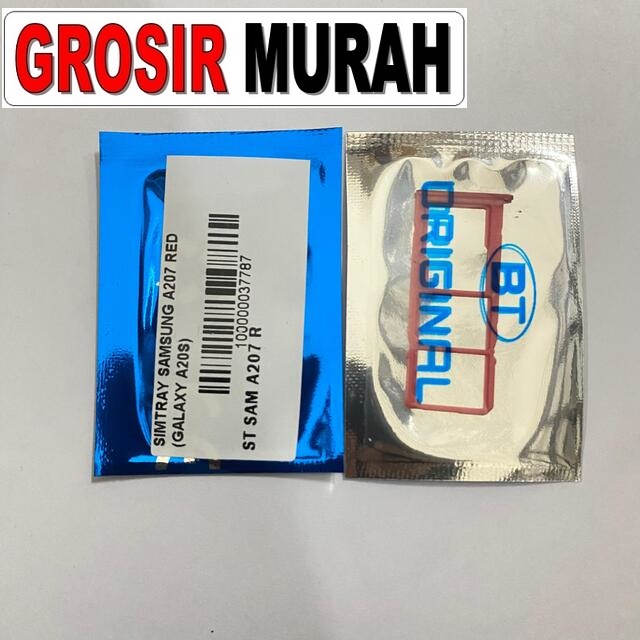 GROSIR MURAH
SIMTRAY SAMSUNG A207 RED
(GALAXY A20S)
100000037787
ST SAM A207 R
BT
ORIGINAL